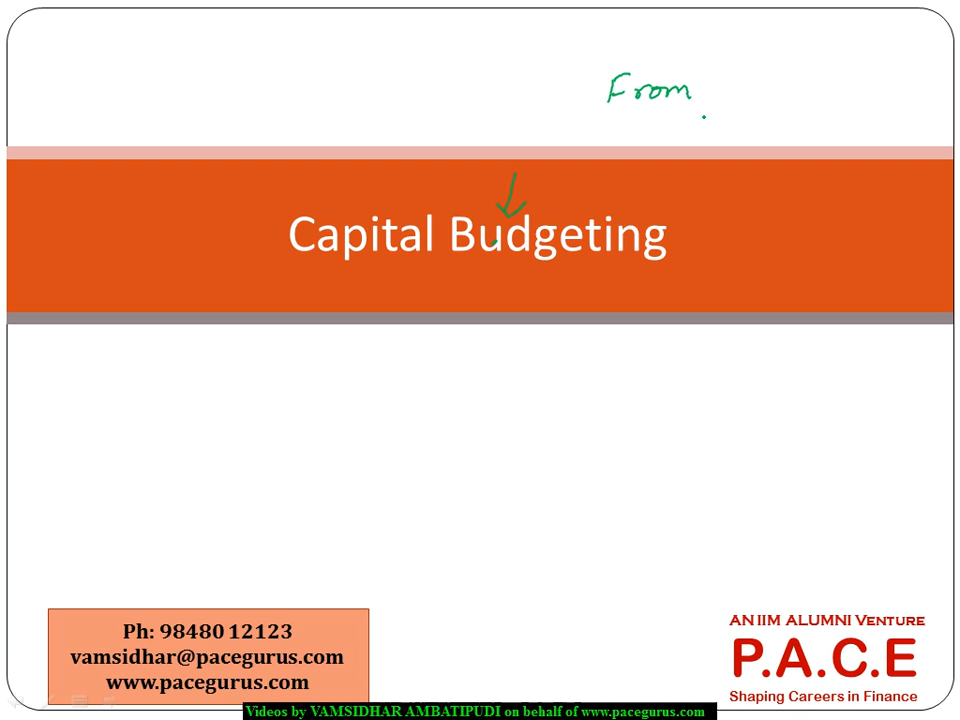 From
Capital Budgeting
Ph: 98480 12123
vamsidhar@pacegurus.com
www.pacegurus.com
AN IIM ALUMNI VENTURE
P.A.C.E
Shaping Careers in Finance
Videos by VAMSIDHAR AMBATIPUDI on behalf of www.pacegurus.com